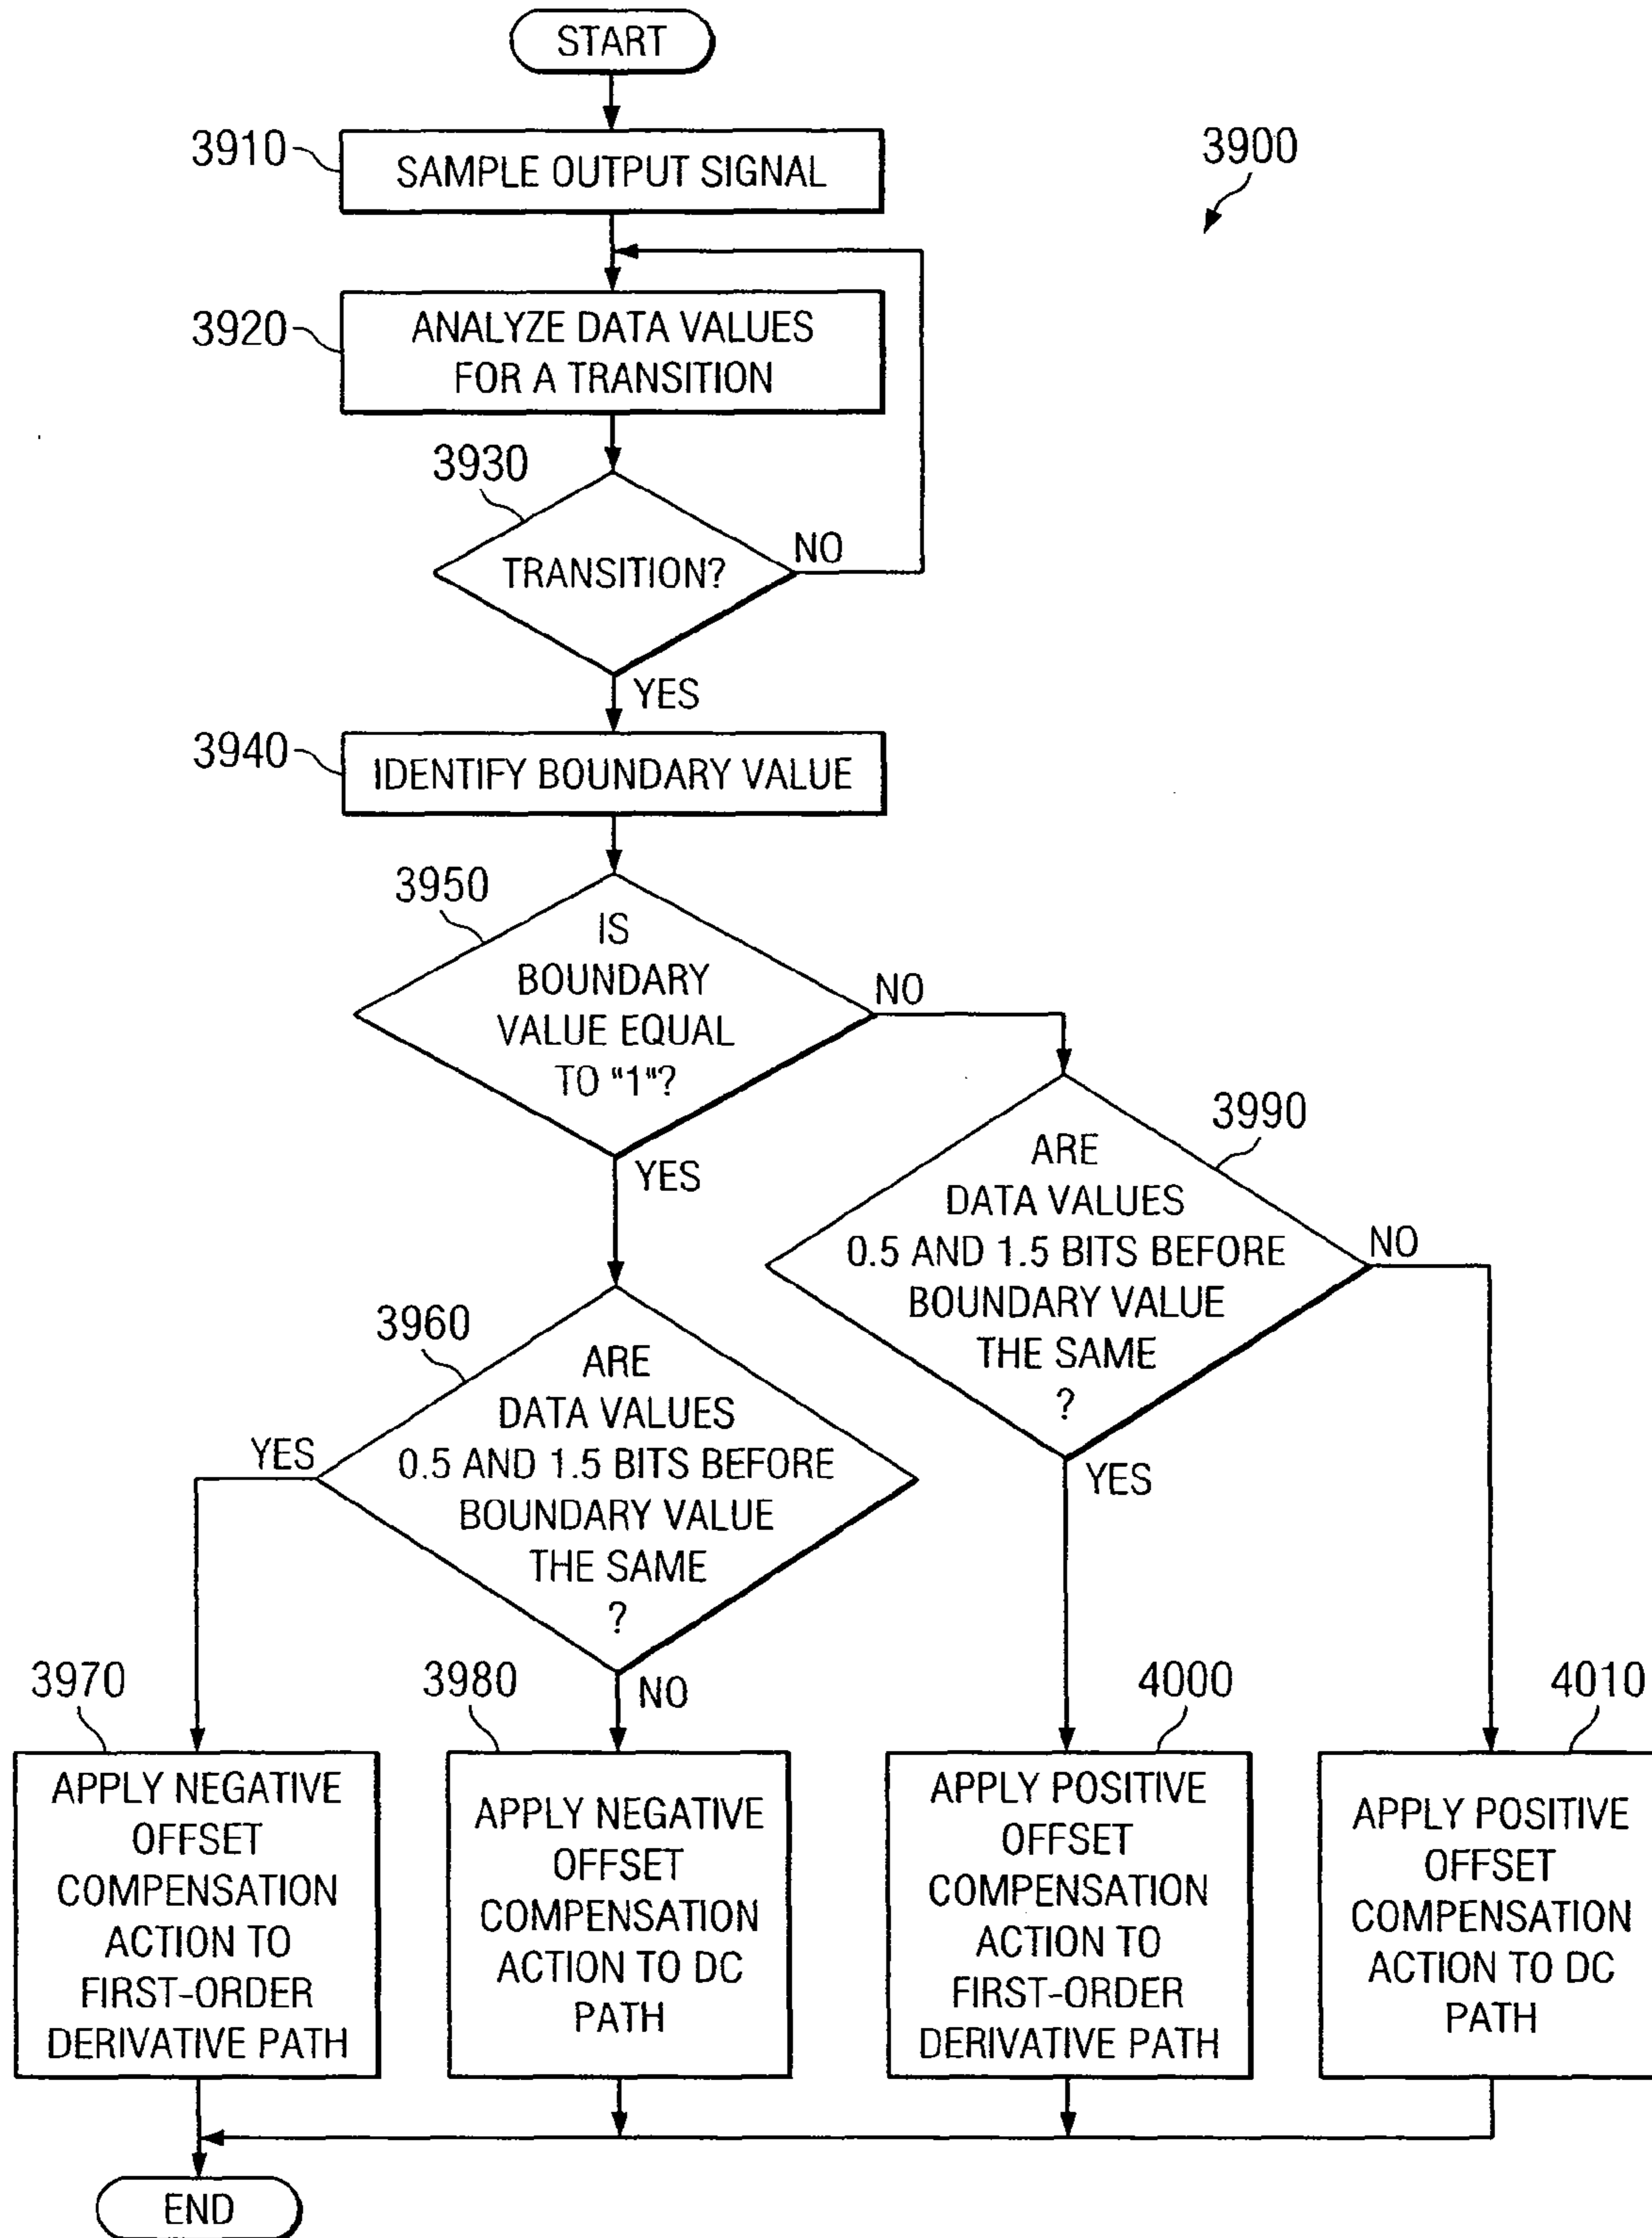 START
3910
SAMPLE OUTPUT SIGNAL
3900
3920
ANALYZE DATA VALUES
FOR A TRANSITION
3930
TRANSITION?
NO
YES
3940
IDENTIFY BOUNDARY VALUE
3950
IS
BOUNDARY
VALUE EQUAL
TO "1"?
NO
YES
3990
ARE
DATA VALUES
0.5 AND 1.5 BITS BEFORE
BOUNDARY VALUE
THE SAME
?
NO
YES
3960
ARE
DATA VALUES
0.5 AND 1.5 BITS BEFORE
BOUNDARY VALUE
THE SAME
?
YES
NO
3970
APPLY NEGATIVE
OFFSET
COMPENSATION
ACTION TO
FIRST-ORDER
DERIVATIVE PATH
3980
APPLY NEGATIVE
OFFSET
COMPENSATION
ACTION TO DC
PATH
4000
APPLY POSITIVE
OFFSET
COMPENSATION
ACTION TO
FIRST-ORDER
DERIVATIVE PATH
4010
APPLY POSITIVE
OFFSET
COMPENSATION
ACTION TO DC
PATH
END